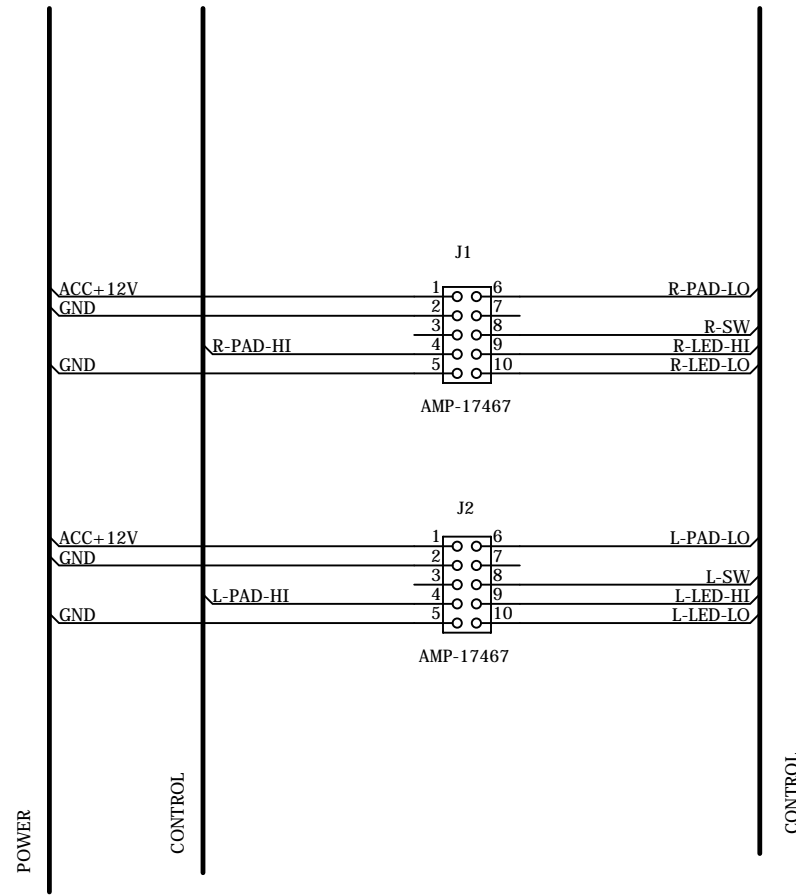 J1
ACC+12V 1 6 R-PAD-LO
GND 2 7
3 8 R-SW
R-PAD-HI 4 9 R-LED-HI
GND 5 10 R-LED-LO
AMP-17467
J2
ACC+12V 1 6 L-PAD-LO
GND 2 7
3 8 L-SW
L-PAD-HI 4 9 L-LED-HI
GND 5 10 L-LED-LO
AMP-17467
POWER
CONTROL
CONTROL